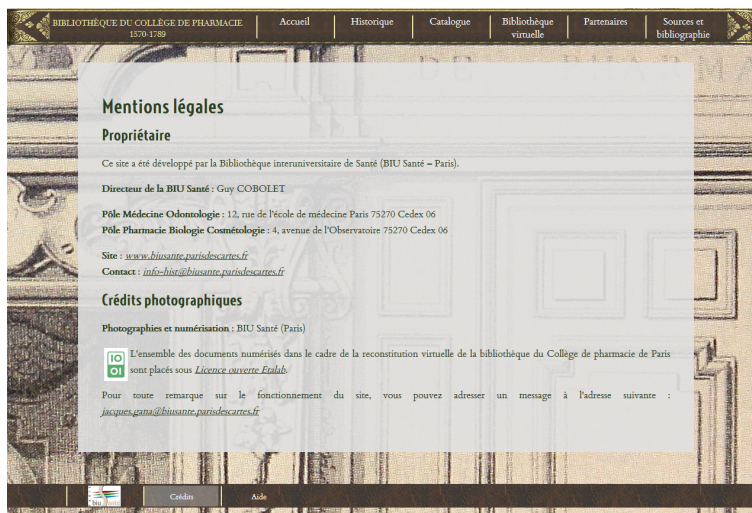 BIBLIOTHÈQUE DU COLLÈGE DE PHARMACIE
1570-1789
Accueil
Historique
Catalogue
Bibliothèque
virtuelle
Partenaires
Sources et
bibliographie
DE PHARMA
Mentions légales
Propriétaire
Ce site a été développé par la Bibliothèque interuniversitaire de Santé (BIU Santé – Paris).
Directeur de la BIU Santé : Guy COBOLET
Pôle Médecine Odontologie : 12, rue de l'école de médecine Paris 75270 Cedex 06
Pôle Pharmacie Biologie Cosmétologie : 4, avenue de l'Observatoire 75270 Cedex 06
Site : www.biusante.parisdescartes.fr
Contact : info-hist@biusante.parisdescartes.fr
Crédits photographiques
Photographies et numérisation : BIU Santé (Paris)
L'ensemble des documents numérisés dans le cadre de la reconstitution virtuelle de la bibliothèque du Collège de pharmacie de Paris
sont placés sous Licence ouverte Etalab.
Pour toute remarque sur le fonctionnement du site, vous pouvez adresser un message à l'adresse suivante :
jacques.gana@biusante.parisdescartes.fr
biu santé
Crédits
Aide